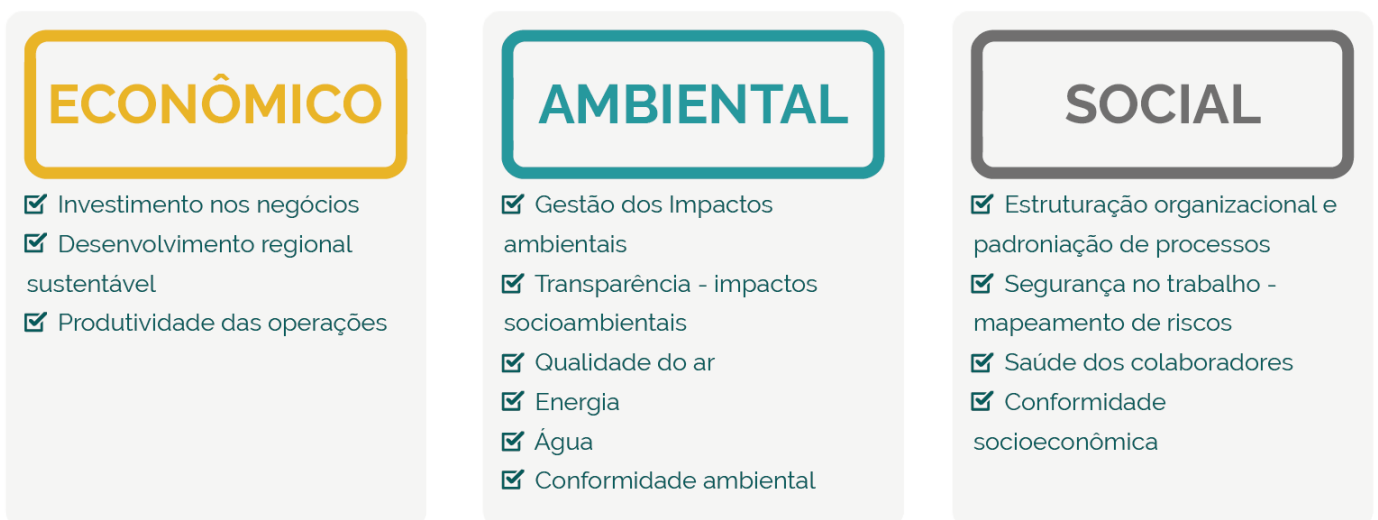 ECONÔMICO
Investimento nos negócios
Desenvolvimento regional
sustentável
Produtividade das operações
AMBIENTAL
Gestão dos Impactos
ambientais
Transparência - impactos
socioambientais
Qualidade do ar
Energia
Água
Conformidade ambiental
SOCIAL
Estruturação organizacional e
padroniação de processos
Segurança no trabalho -
mapeamento de riscos
Saúde dos colaboradores
Conformidade
socioeconômica